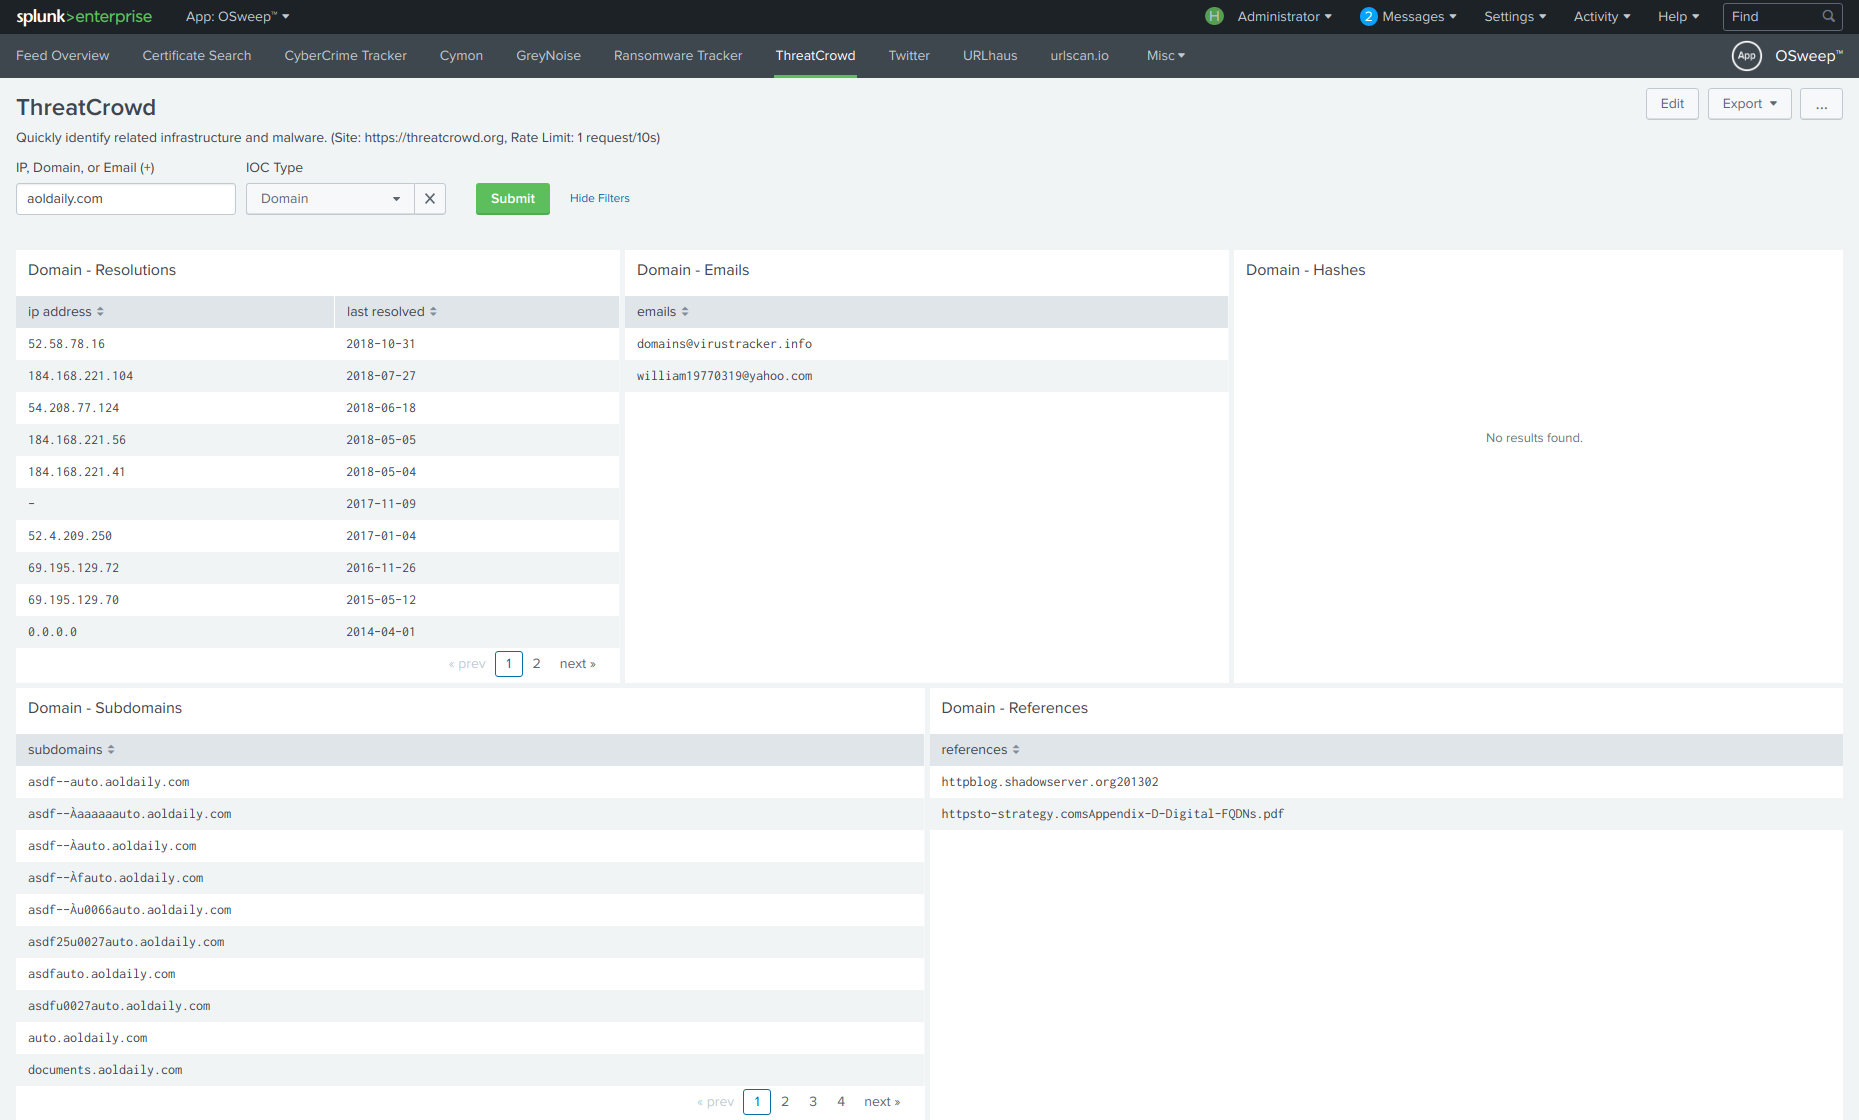 splunk>enterprise App: OSweep™ H Administrator 2 Messages Settings Activity Help Find
Feed Overview Certificate Search CyberCrime Tracker Cymon GreyNoise Ransomware Tracker ThreatCrowd Twitter URLhaus urlscan.io Misc App OSweep™
ThreatCrowd Edit Export ...
Quickly identify related infrastructure and malware. (Site: https://threatcrowd.org, Rate Limit: 1 request/10s)
IP, Domain, or Email (+) IOC Type
aoldaily.com Domain Submit Hide Filters
Domain - Resolutions
ip address last resolved
52.58.78.16 2018-10-31
184.168.221.104 2018-07-27
54.208.77.124 2018-06-18
184.168.221.56 2018-05-05
184.168.221.41 2018-05-04
- 2017-11-09
52.4.209.250 2017-01-04
69.195.129.72 2016-11-26
69.195.129.70 2015-05-12
0.0.0.0 2014-04-01
« prev 1 2 next »
Domain - Emails
emails
domains@virustracker.info
william19770319@yahoo.com
Domain - Hashes
No results found.
Domain - Subdomains
subdomains
asdf--auto.aoldaily.com
asdf--Àaaaaaauto.aoldaily.com
asdf--Àauto.aoldaily.com
asdf--Àfauto.aoldaily.com
asdf--Àu0066auto.aoldaily.com
asdf25u0027auto.aoldaily.com
asdfauto.aoldaily.com
asdfu0027auto.aoldaily.com
auto.aoldaily.com
documents.aoldaily.com
« prev 1 2 3 4 next »
Domain - References
references
httpblog.shadowserver.org201302
httpsto-strategy.comsAppendix-D-Digital-FQDNs.pdf